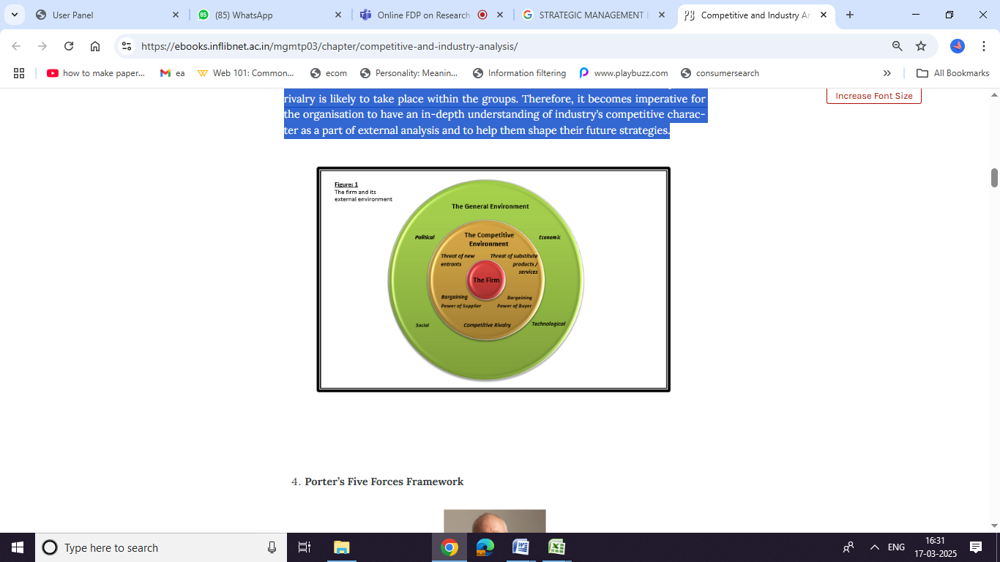 User Panel
(85) WhatsApp
Online FDP on Research
STRATEGIC MANAGEMENT
Competitive and Industry An
https://ebooks.inflibnet.ac.in/mgmtp03/chapter/competitive-and-industry-analysis/
how to make paper...
ea
Web 101: Common...
ecom
Personality: Meanin...
Information filtering
www.playbuzz.com
consumersearch
»
All Bookmarks
Increase Font Size
rivalry is likely to take place within the groups. Therefore, it becomes imperative for
the organisation to have an in-depth understanding of industry's competitive charac-
ter as a part of external analysis and to help them shape their future strategies.
Figure: 1
The firm and its
external environment
The General Environment
Political
Economic
The Competitive
Environment
Threat of new
entrants
Threat of substitute
products /
services
The Firm
Bargaining
Power of Supplier
Bargaining
Power of Buyer
Social
Competitive Rivalry
Technological
4. Porter's Five Forces Framework
Type here to search
ENG
16:31
17-03-2025